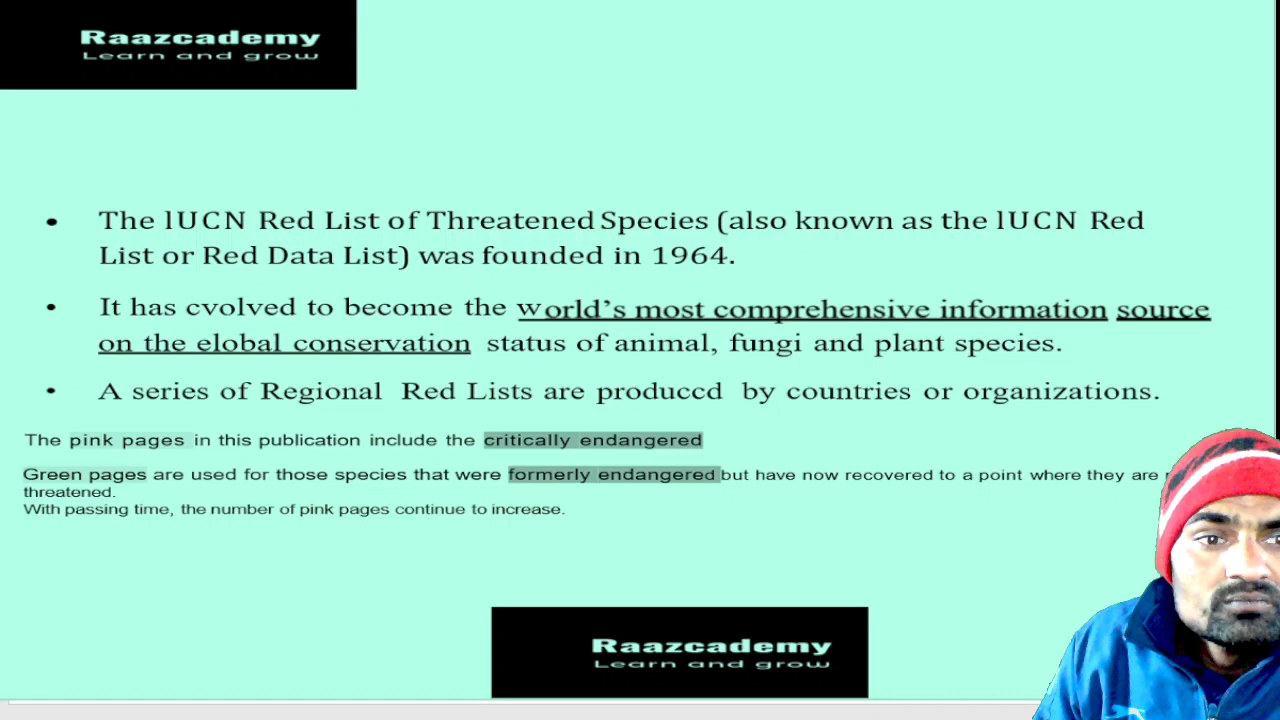 Raazcademy
Learn and grow
• The lUCN Red List of Threatened Species (also known as the lUCN Red
List or Red Data List) was founded in 1964.
• It has cvolved to become the world's most comprehensive information source
on the elobal conservation status of animal, fungi and plant species.
• A series of Regional Red Lists are produccd by countries or organizations.
The pink pages in this publication include the critically endangered
Green pages are used for those species that were formerly endangered but have now recovered to a point where they are
threatened.
With passing time, the number of pink pages continue to increase.
Raazcademy
Learn and grow